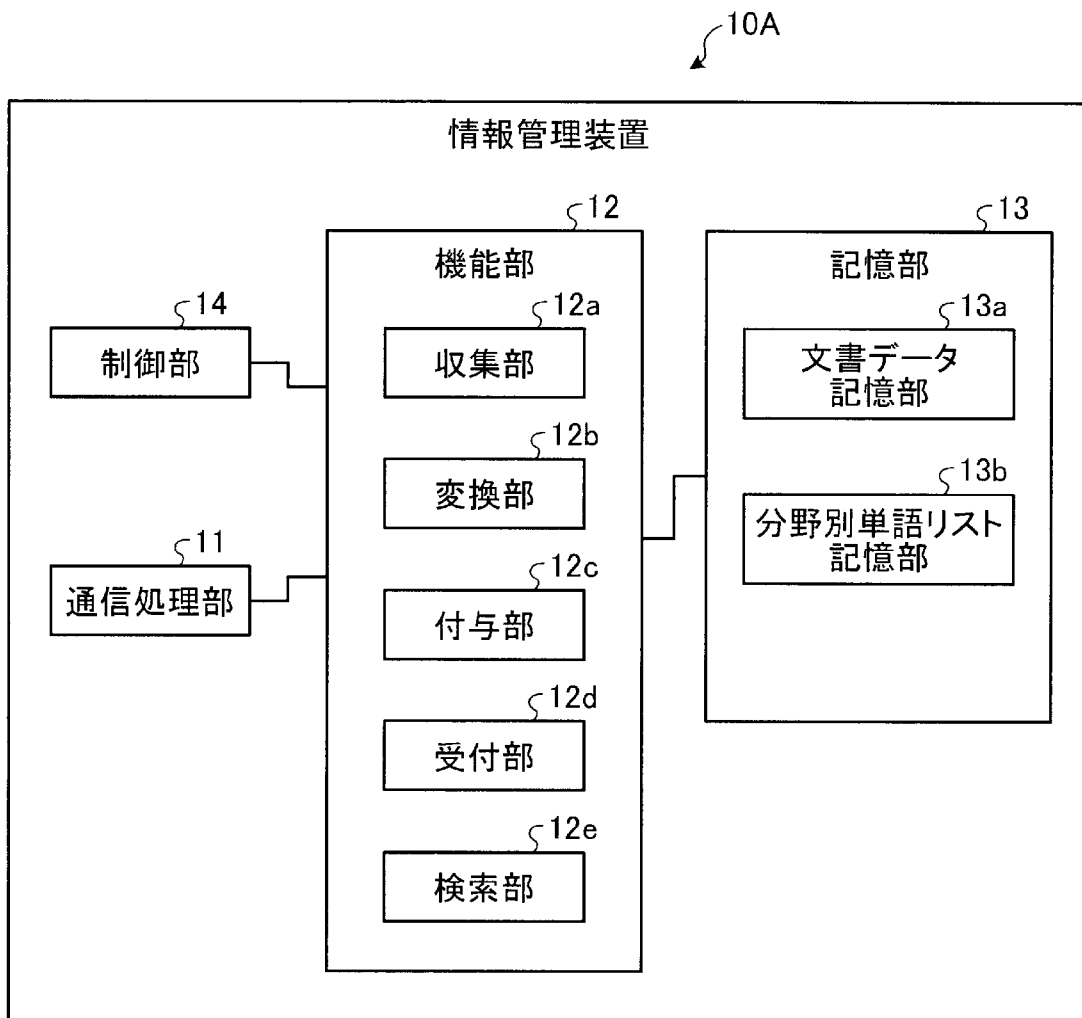 10A
情報管理装置
12
機能部
13
記憶部
14
制御部
11
通信処理部
12a
収集部
12b
変換部
12c
付与部
12d
受付部
12e
検索部
13a
文書データ
記憶部
13b
分野別単語リスト
記憶部